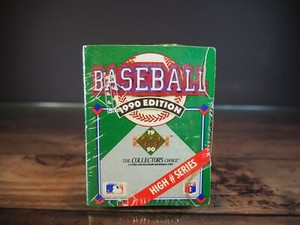 BASEBALL
1990 EDITION
19
90
THE COLLECTOR'S CHOICE
HIGH # SERIES